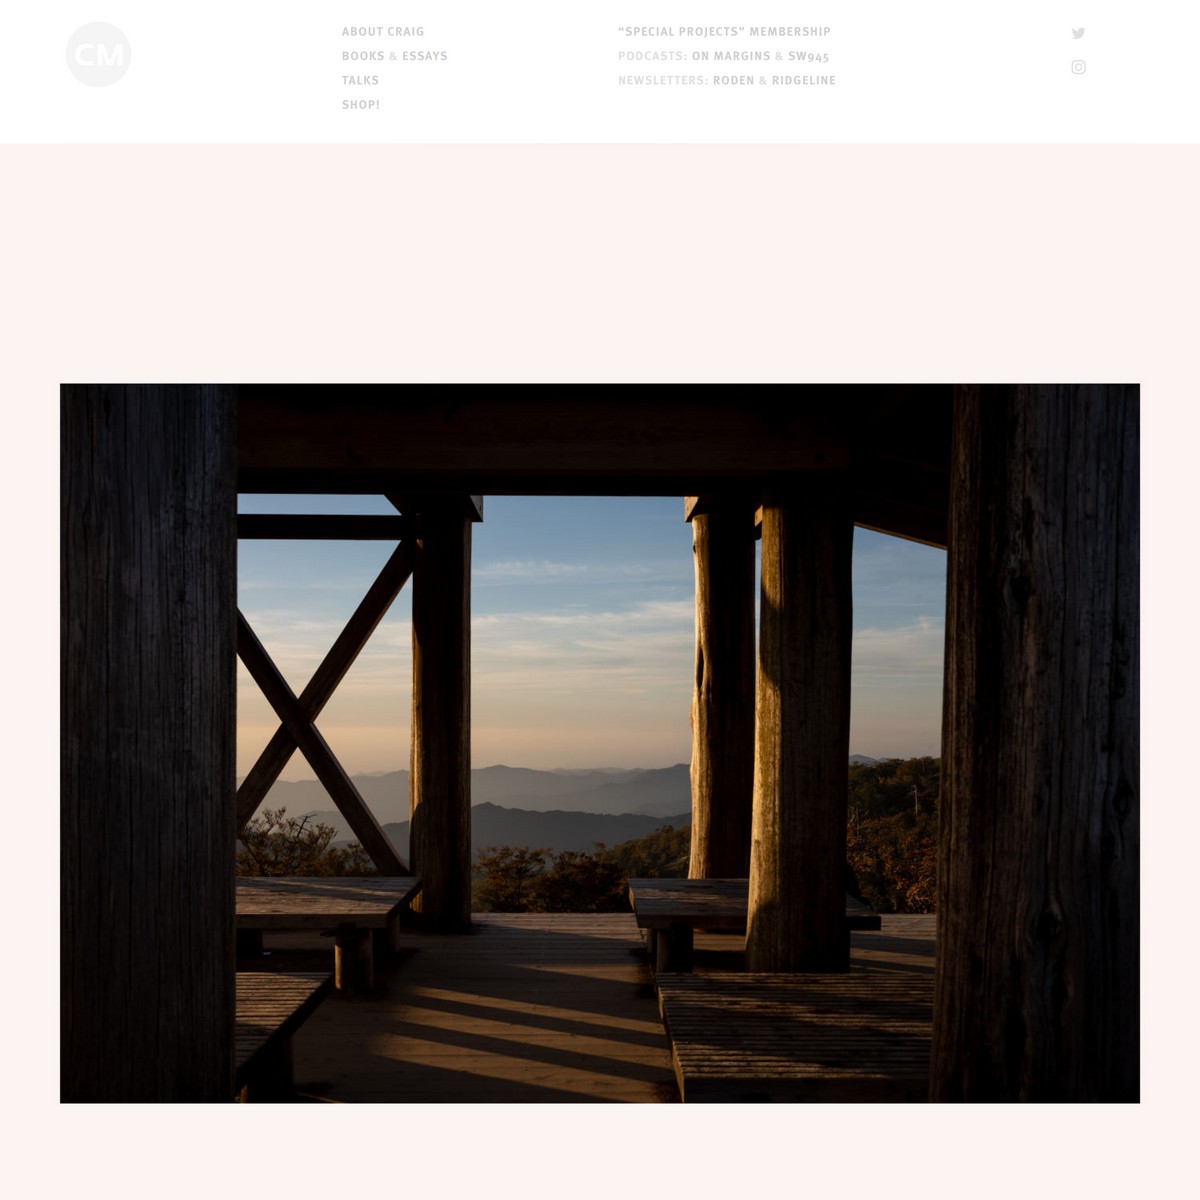 CM
ABOUT CRAIG
BOOKS & ESSAYS
TALKS
SHOP!
“SPECIAL PROJECTS” MEMBERSHIP
PODCASTS: ON MARGINS & SW945
NEWSLETTERS: RODEN & RIDGELINE